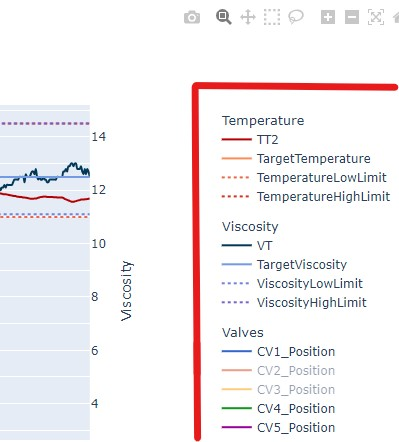 Temperature
TT2
TargetTemperature
TemperatureLowLimit
TemperatureHighLimit
Viscosity
VT
TargetViscosity
ViscosityLowLimit
ViscosityHighLimit
Valves
CV1_Position
CV2_Position
CV3_Position
CV4_Position
CV5_Position
14
12
10
8
6
4
Viscosity